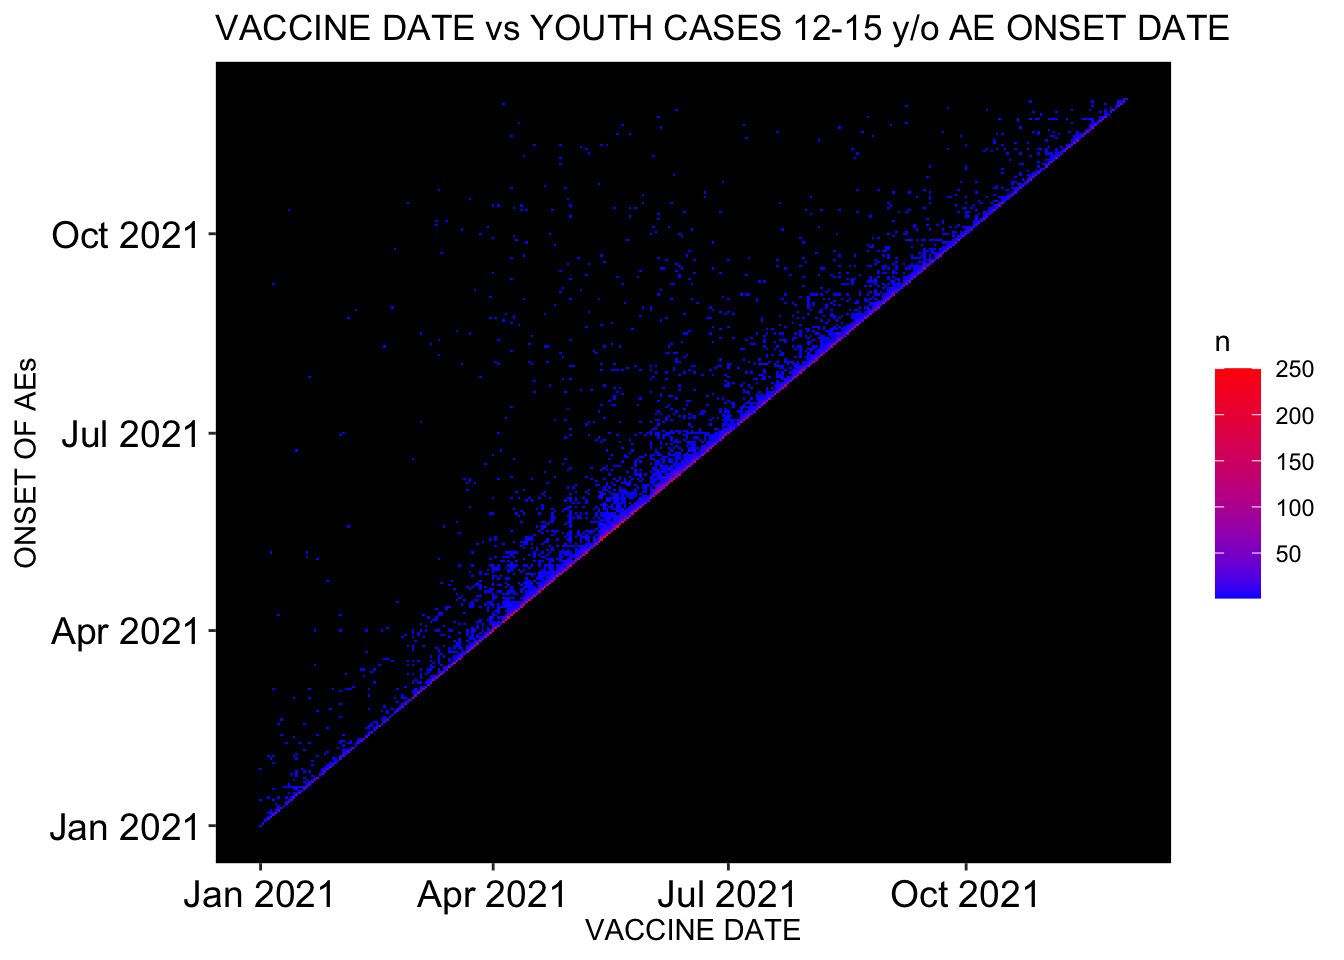 VACCINE DATE vs YOUTH CASES 12-15 y/o AE ONSET DATE
ONSET OF AEs
Oct 2021
Jul 2021
Apr 2021
Jan 2021
Jan 2021
Apr 2021
Jul 2021
Oct 2021
VACCINE DATE
n
250
200
150
100
50